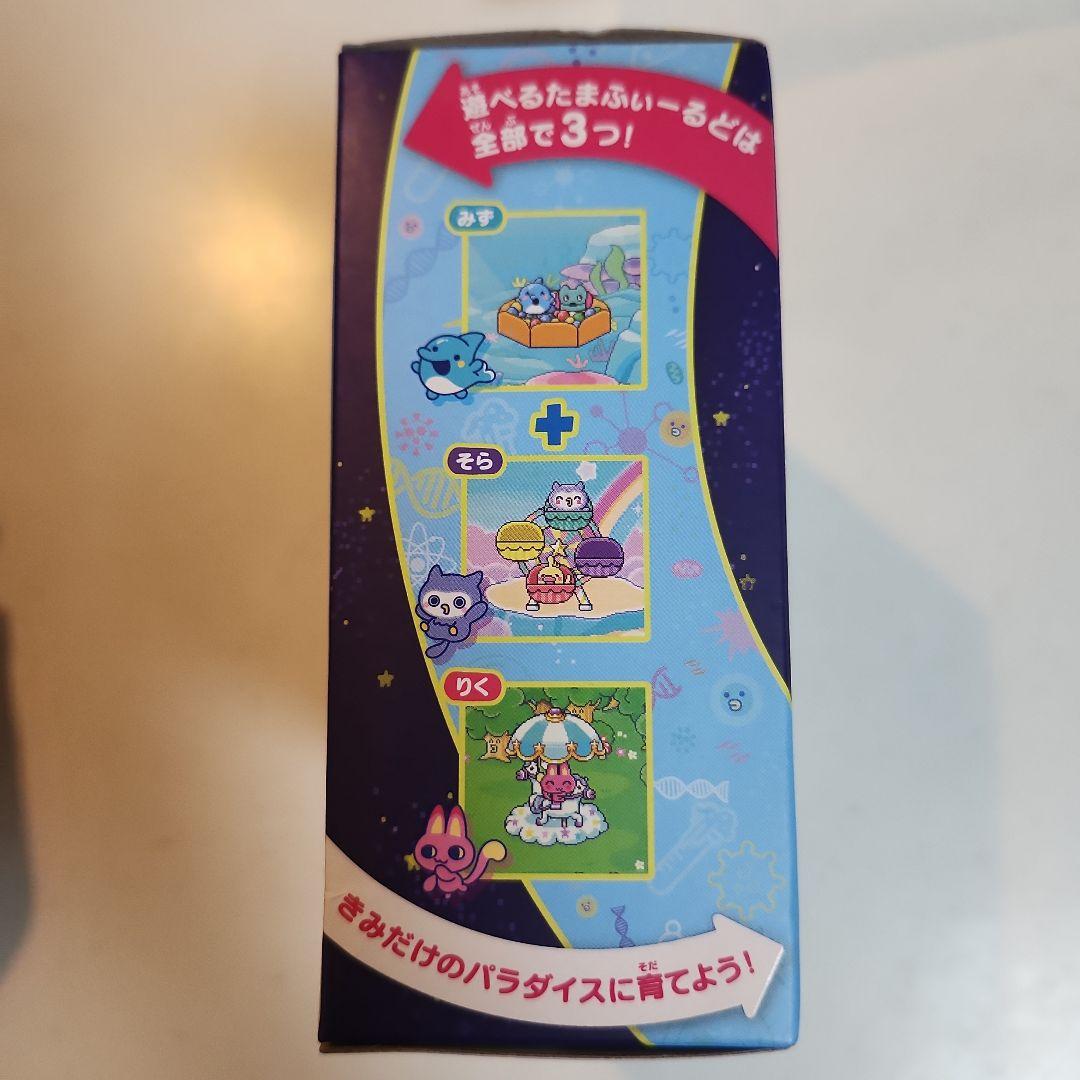 遊べるたまふぃーるどは
全部で3つ!
みず
そら
りく
きみだけのパラダイスに育てよう!